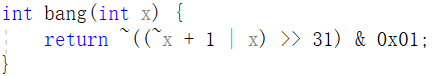 int bang(int x) {
    return ~((~x + 1 | x) >> 31) & 0x01;
}